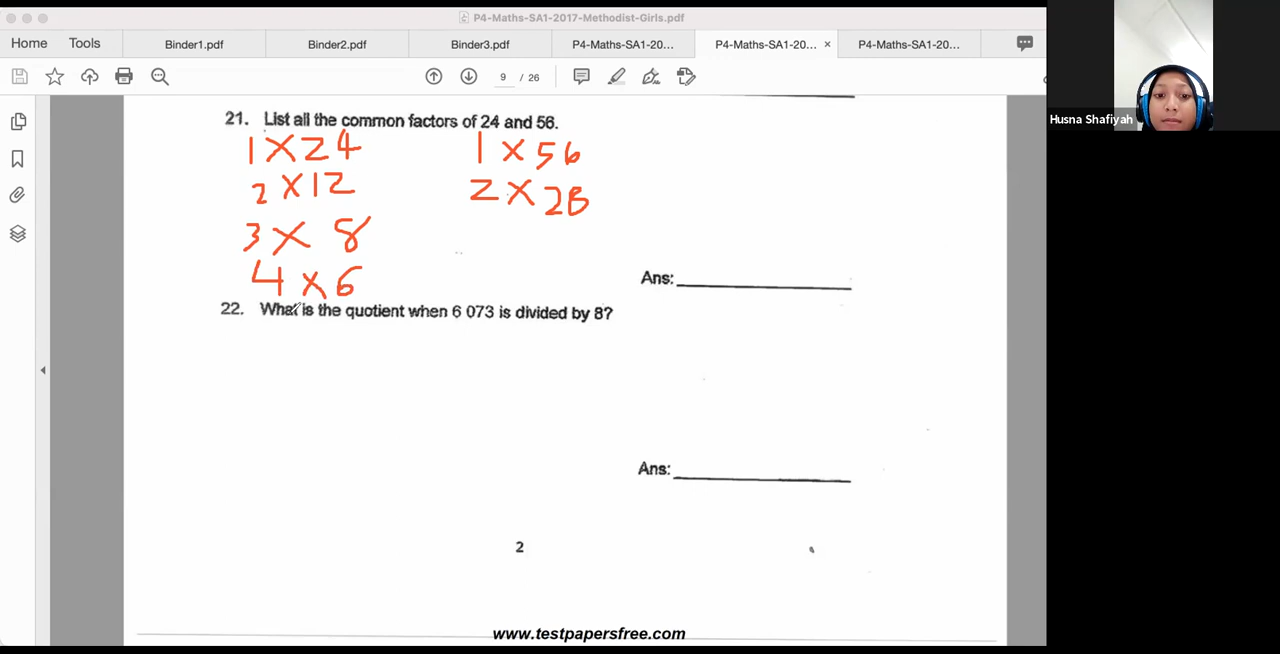 P4-Maths-SA1-2017-Methodist-Girls.pdf
Home Tools Binder1.pdf Binder2.pdf Binder3.pdf P4-Maths-SA1-20... P4-Maths-SA1-20... × P4-Maths-SA1-20...
9 / 26
Husna Shafiyah
21. List all the common factors of 24 and 56.
1 X 24 1 X 56
2 X 12 2 X 28
3 X 8
4 X 6
Ans:
22. What is the quotient when 6 073 is divided by 8?
Ans:
2
www.testpapersfree.com